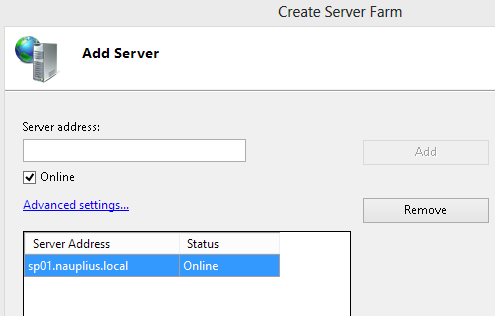 Create Server Farm
Add Server
Server address:
Add
Online
Advanced settings...
Remove
Server Address Status
sp01.nauplius.local Online